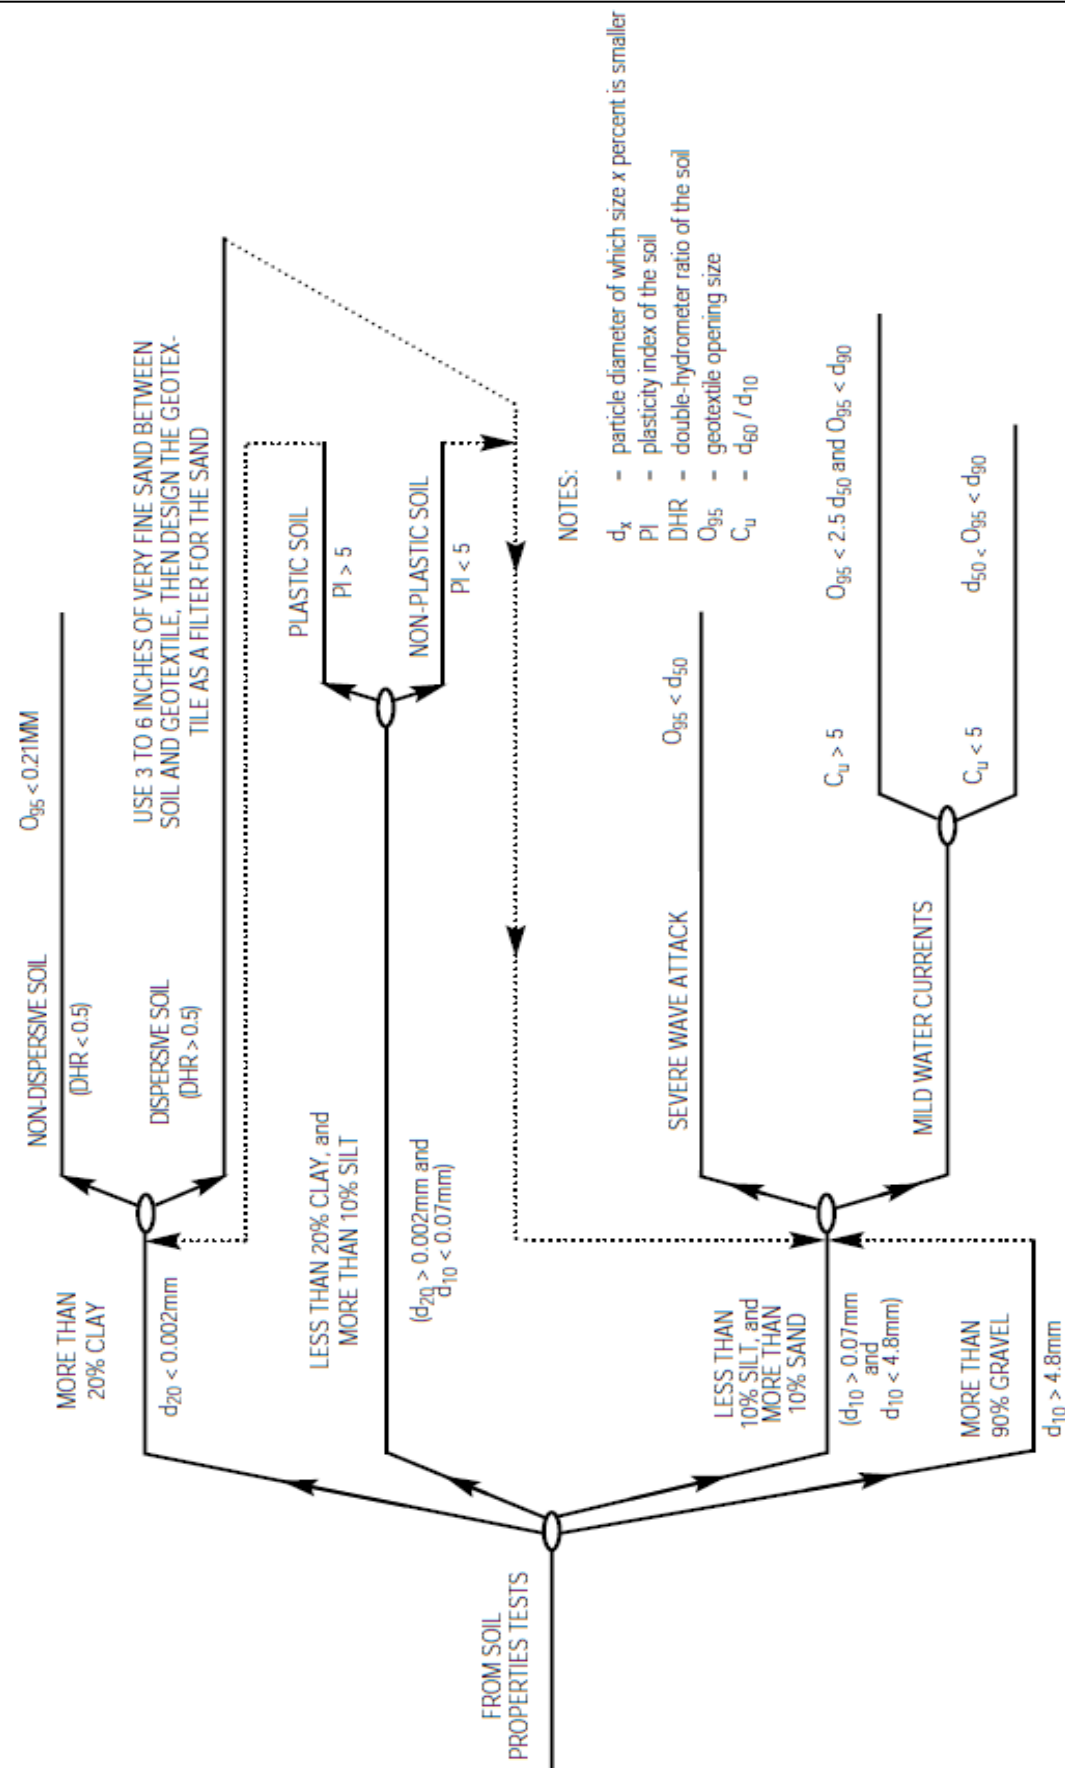 FROM SOIL
PROPERTIES TESTS
MORE THAN
20% CLAY
d20 < 0.002mm
NON-DISPERSIVE SOIL
(DHR < 0.5)
O95 < 0.21MM
DISPERSIVE SOIL
(DHR > 0.5)
USE 3 TO 6 INCHES OF VERY FINE SAND BETWEEN
SOIL AND GEOTEXTILE, THEN DESIGN THE GEOTEX-
TILE AS A FILTER FOR THE SAND
LESS THAN 20% CLAY, and
MORE THAN 10% SILT
(d20 > 0.002mm and
d10 < 0.07mm)
PLASTIC SOIL
PI > 5
NON-PLASTIC SOIL
PI < 5
LESS THAN
10% SILT, and
MORE THAN
10% SAND
(d10 > 0.07mm
and
d10 < 4.8mm)
MORE THAN
90% GRAVEL
d10 > 4.8mm
SEVERE WAVE ATTACK
O95 < d50
MILD WATER CURRENTS
Cu > 5
O95 < 2.5 d50 and O95 < d90
Cu < 5
d50 < O95 < d90
NOTES:
dx - particle diameter of which size x percent is smaller
PI - plasticity index of the soil
DHR - double-hydrometer ratio of the soil
O95 - geotextile opening size
Cu - d60 / d10